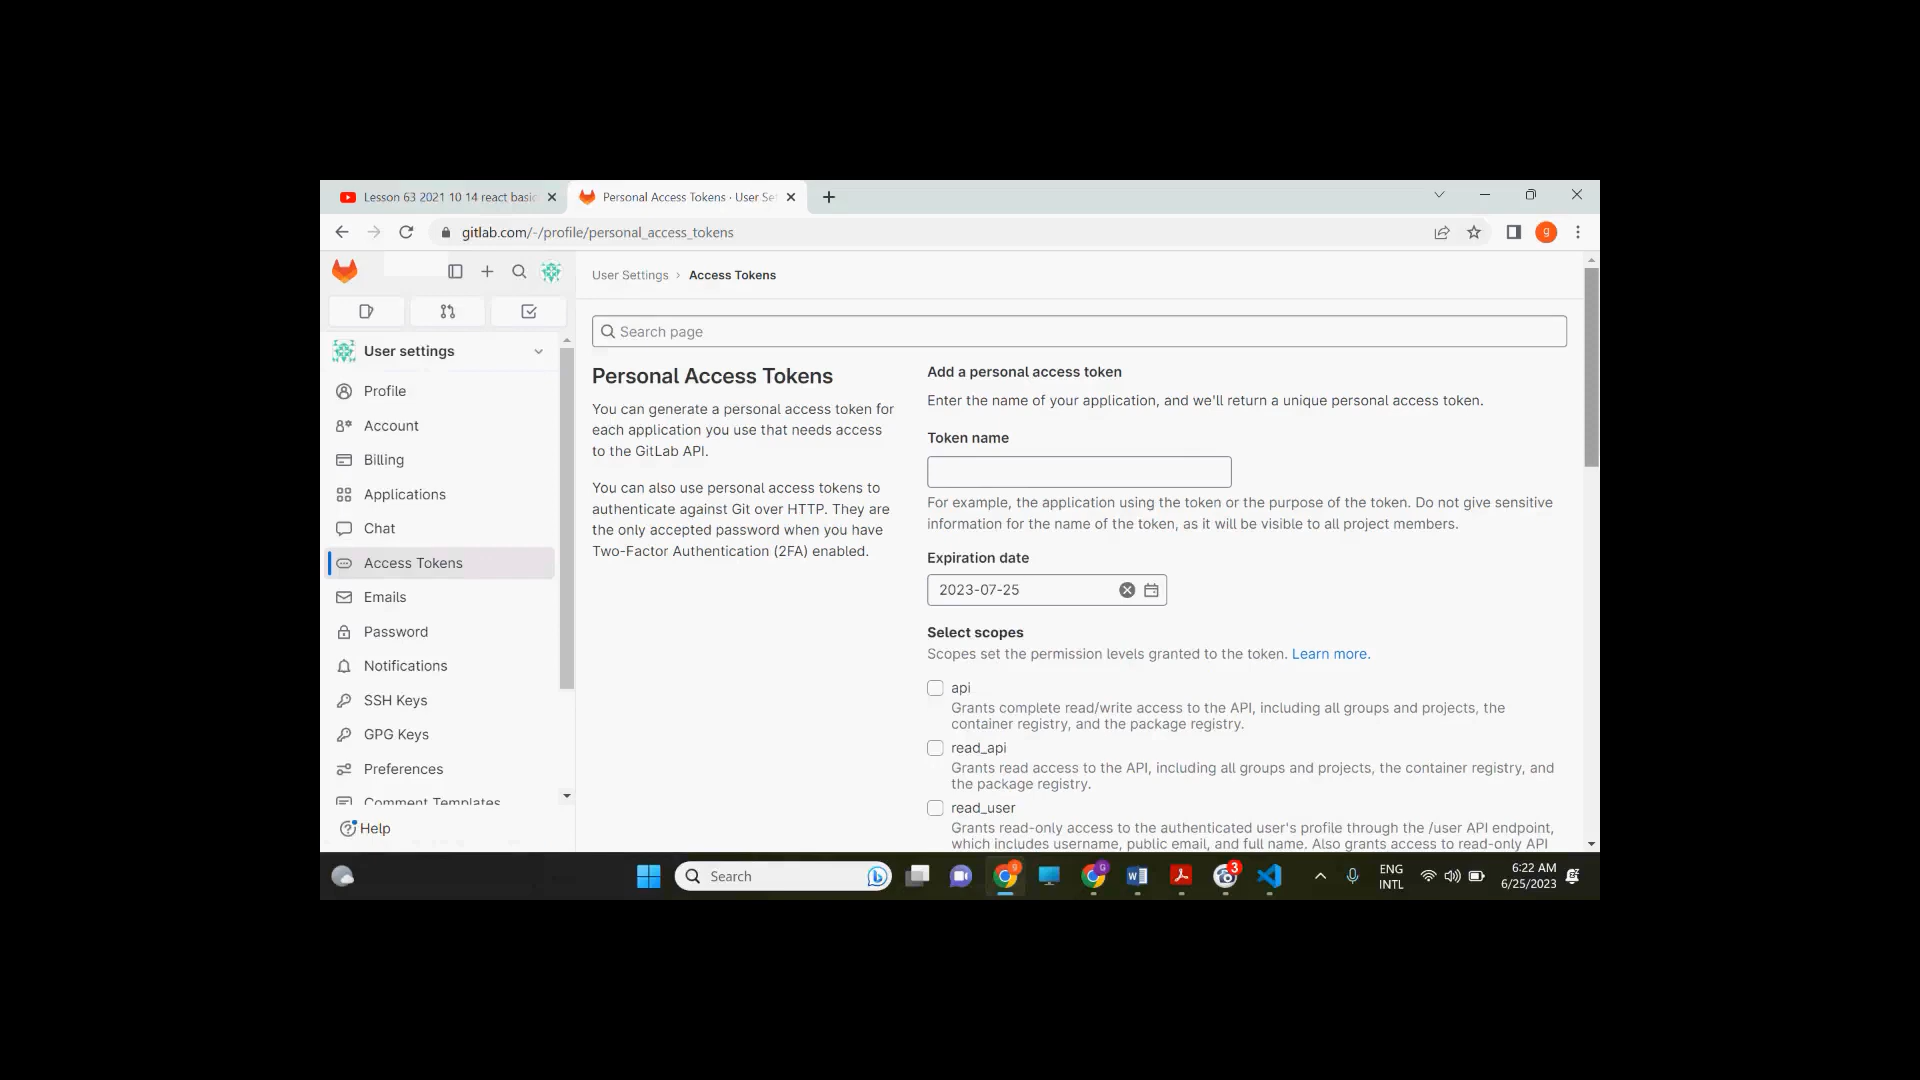 Lesson 63 2021 10 14 react basic
Personal Access Tokens · User Set
gitlab.com/-/profile/personal_access_tokens
g
User Settings › Access Tokens
Search page
User settings
Profile
Account
Billing
Applications
Chat
Access Tokens
Emails
Password
Notifications
SSH Keys
GPG Keys
Preferences
Comment Templates
Help
Personal Access Tokens
You can generate a personal access token for
each application you use that needs access
to the GitLab API.
You can also use personal access tokens to
authenticate against Git over HTTP. They are
the only accepted password when you have
Two-Factor Authentication (2FA) enabled.
Add a personal access token
Enter the name of your application, and we'll return a unique personal access token.
Token name
For example, the application using the token or the purpose of the token. Do not give sensitive
information for the name of the token, as it will be visible to all project members.
Expiration date
2023-07-25
Select scopes
Scopes set the permission levels granted to the token. Learn more.
api
Grants complete read/write access to the API, including all groups and projects, the
container registry, and the package registry.
read_api
Grants read access to the API, including all groups and projects, the container registry, and
the package registry.
read_user
Grants read-only access to the authenticated user's profile through the /user API endpoint,
which includes username, public email, and full name. Also grants access to read-only API
Search
3
ENG
INTL
6:22 AM
6/25/2023